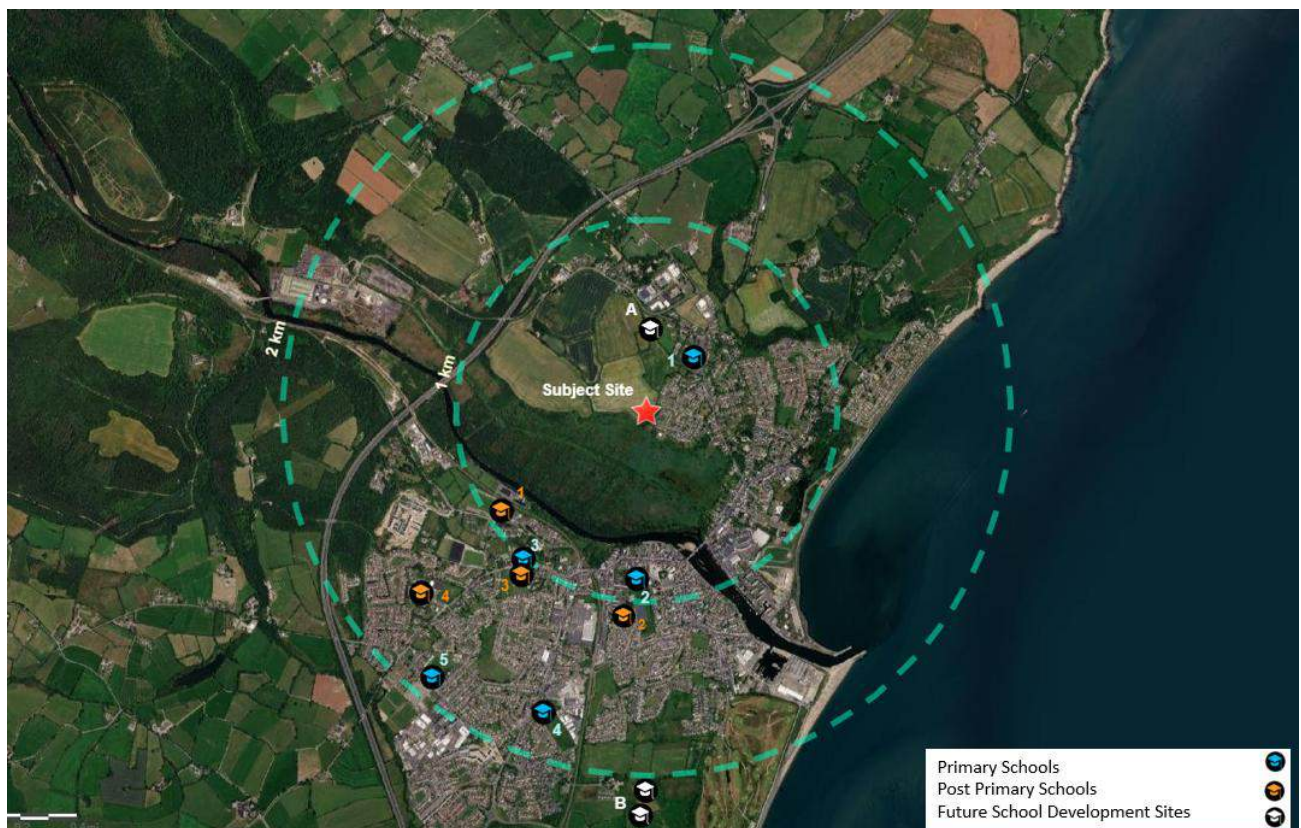 A
1
2 km
1 km
Subject Site
1
3
3
4
2
2
5
4
B
Primary Schools
Post Primary Schools
Future School Development Sites